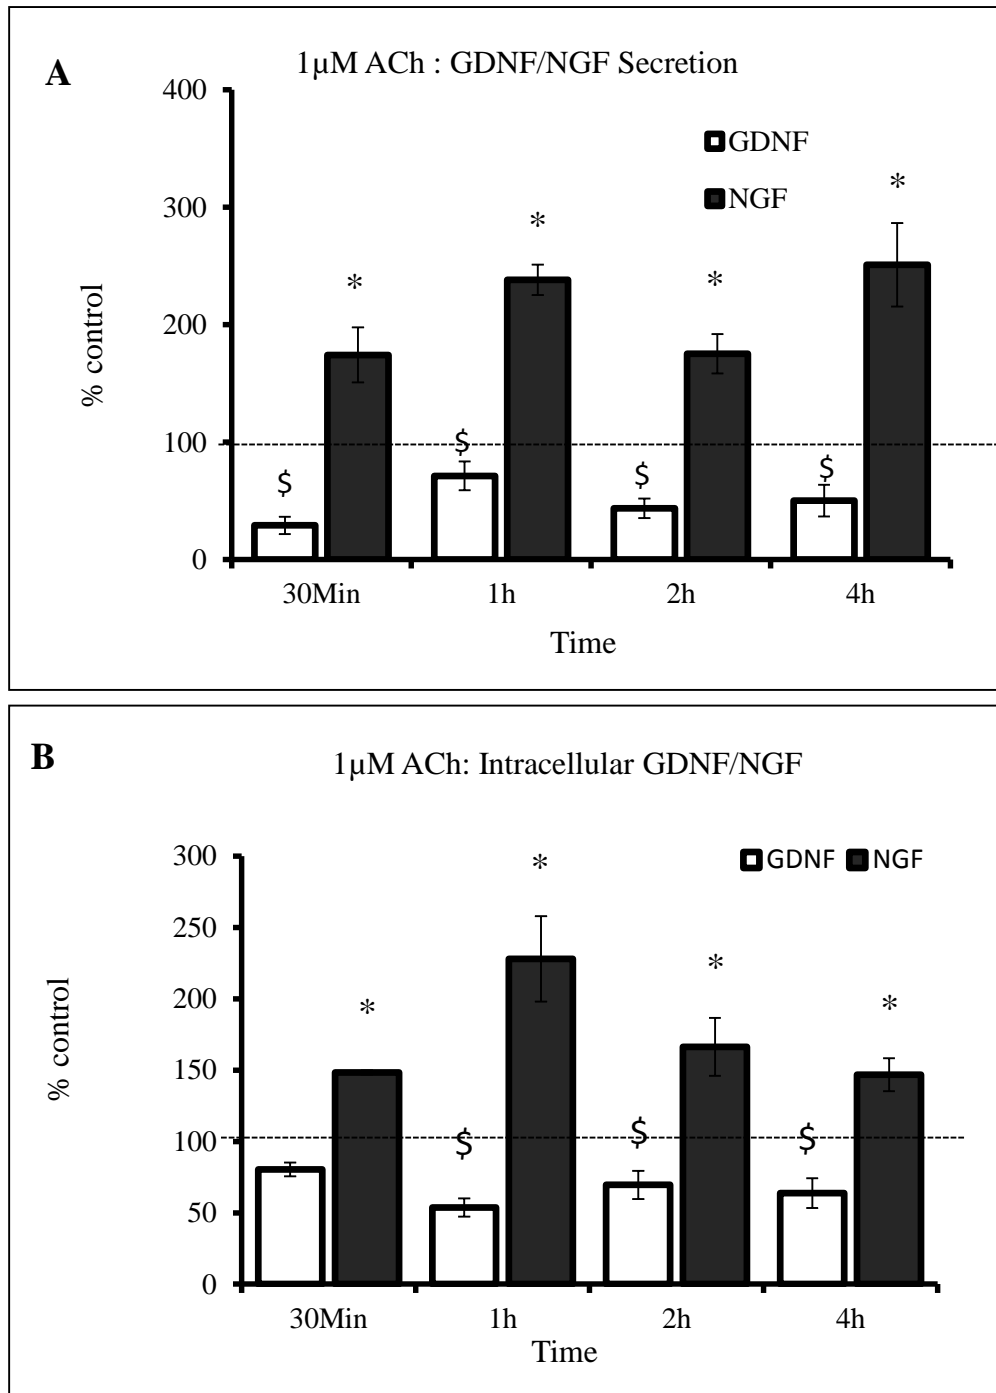 A
1µM ACh : GDNF/NGF Secretion
400
GDNF
300
NGF
*
*
*
*
200
% control
100
$
$
$
$
0
30Min 1h 2h 4h
Time
B
1µM ACh: Intracellular GDNF/NGF
300
GDNF NGF
*
250
*
*
*
200
% control
150
100
$
$
$
50
0
30Min 1h 2h 4h
Time